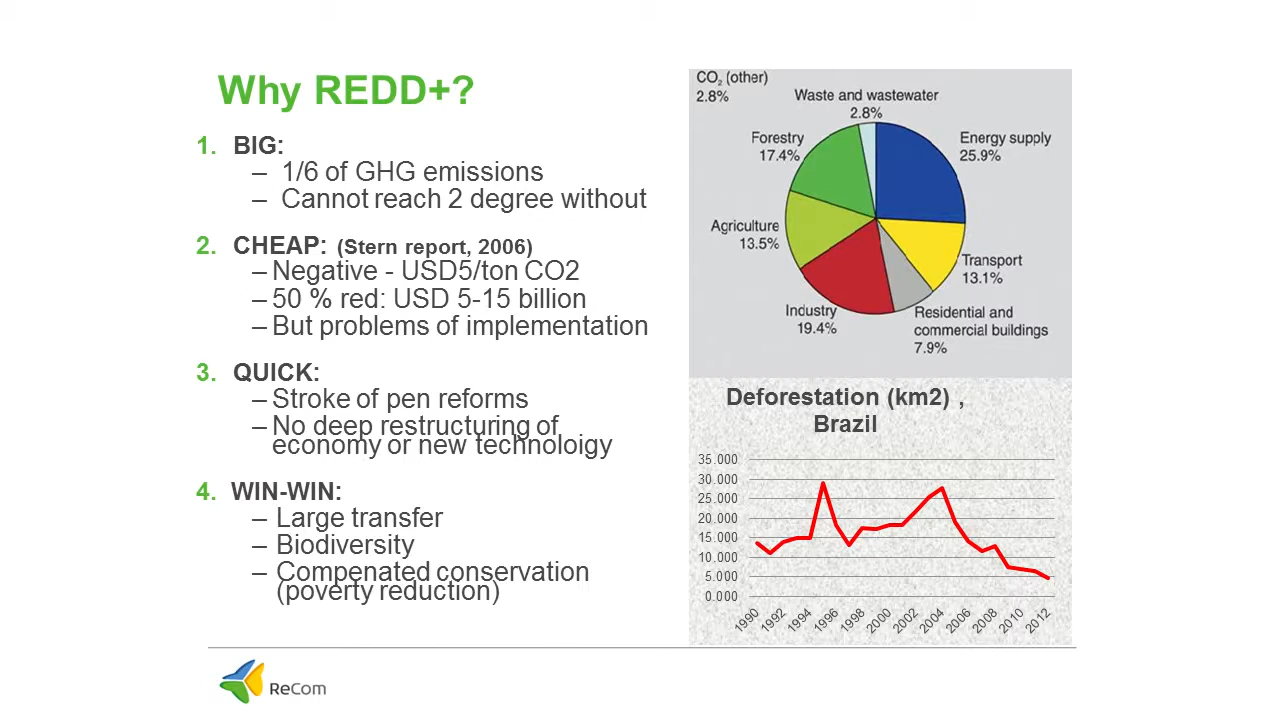 Why REDD+?
1. BIG:
– 1/6 of GHG emissions
– Cannot reach 2 degree without
2. CHEAP: (Stern report, 2006)
– Negative - USD5/ton CO2
– 50 % red: USD 5-15 billion
– But problems of implementation
3. QUICK:
– Stroke of pen reforms
– No deep restructuring of
economy or new technoloigy
4. WIN-WIN:
– Large transfer
– Biodiversity
– Compenated conservation
(poverty reduction)
CO2 (other)
2.8%
Waste and wastewater
2.8%
Forestry
17.4%
Energy supply
25.9%
Agriculture
13.5%
Transport
13.1%
Industry
19.4%
Residential and
commercial buildings
7.9%
Deforestation (km2) ,
Brazil
35.000
30.000
25.000
20.000
15.000
10.000
5.000
0.000
1990 1992 1994 1996 1998 2000 2002 2004 2006 2008 2010 2012
ReCom